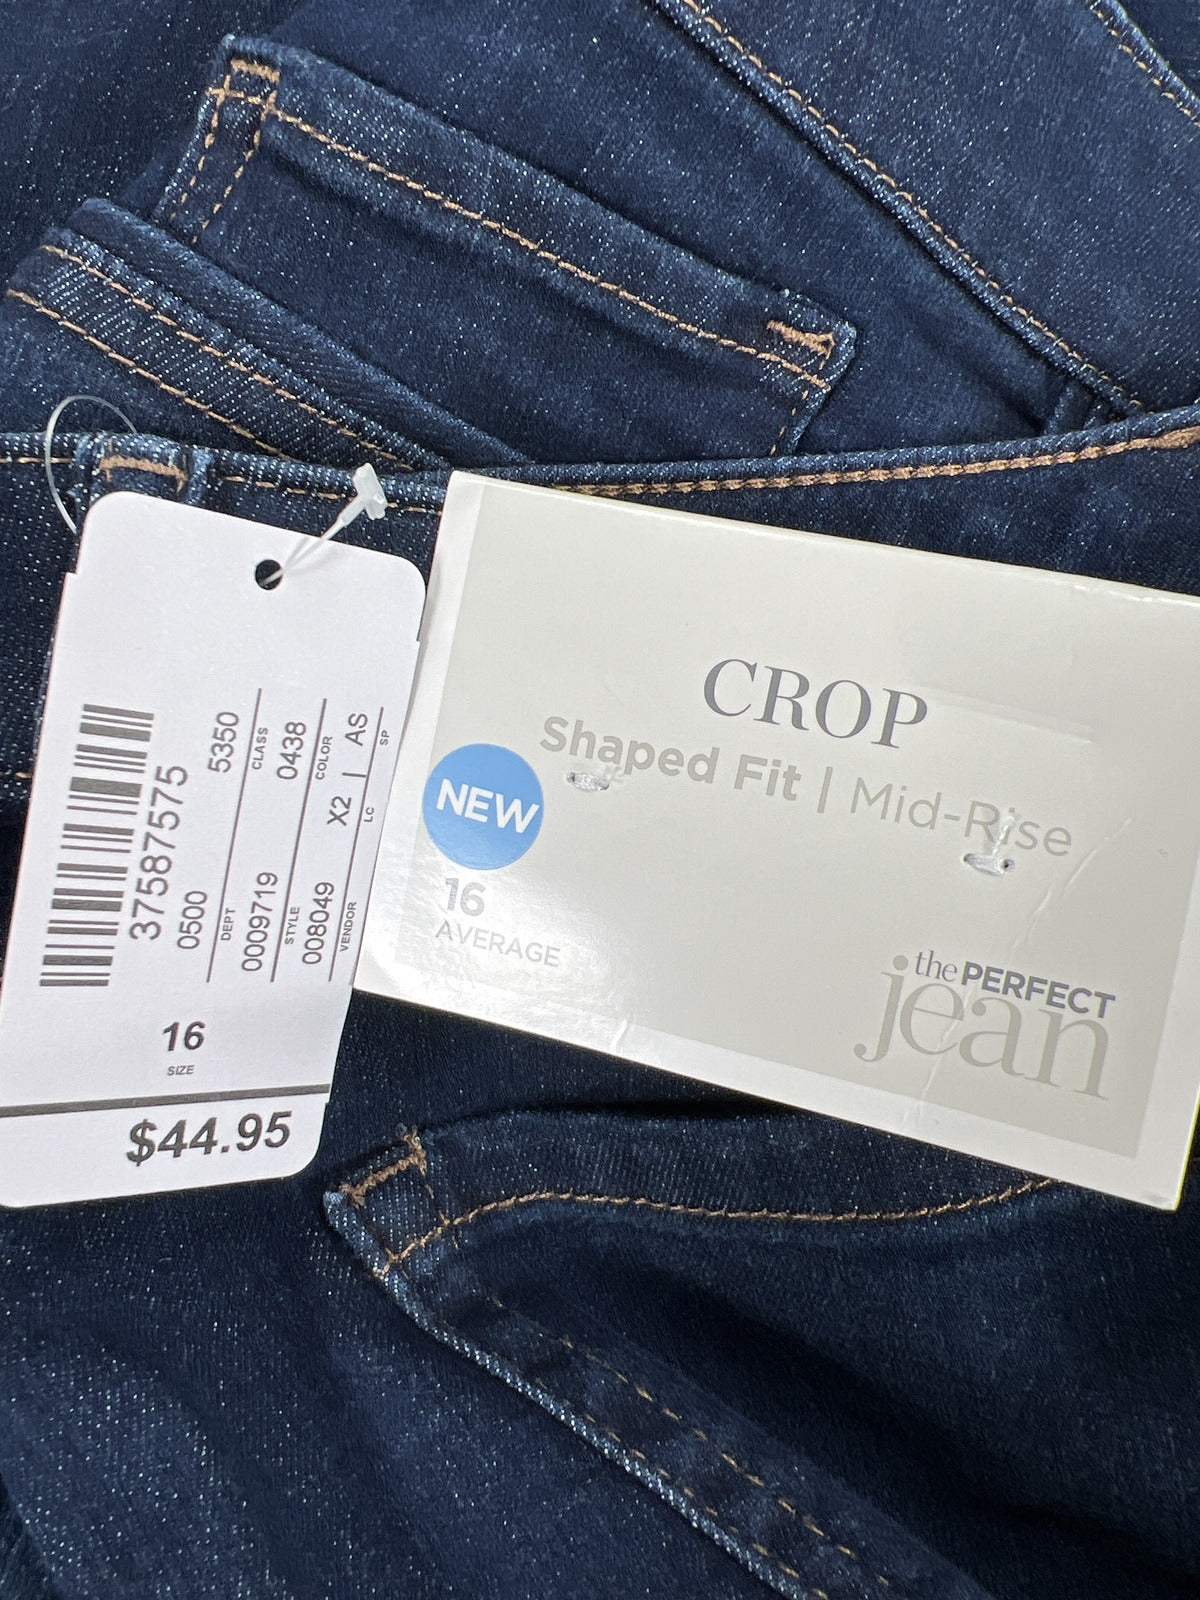 37587575
0500 5350
DEPT CLASS
0009719 0438
STYLE COLOR
008049 X2 | AS
VENDOR LC SP
16
SIZE
$44.95
CROP
Shaped Fit | Mid-Rise
NEW
16
AVERAGE
the PERFECT
jean